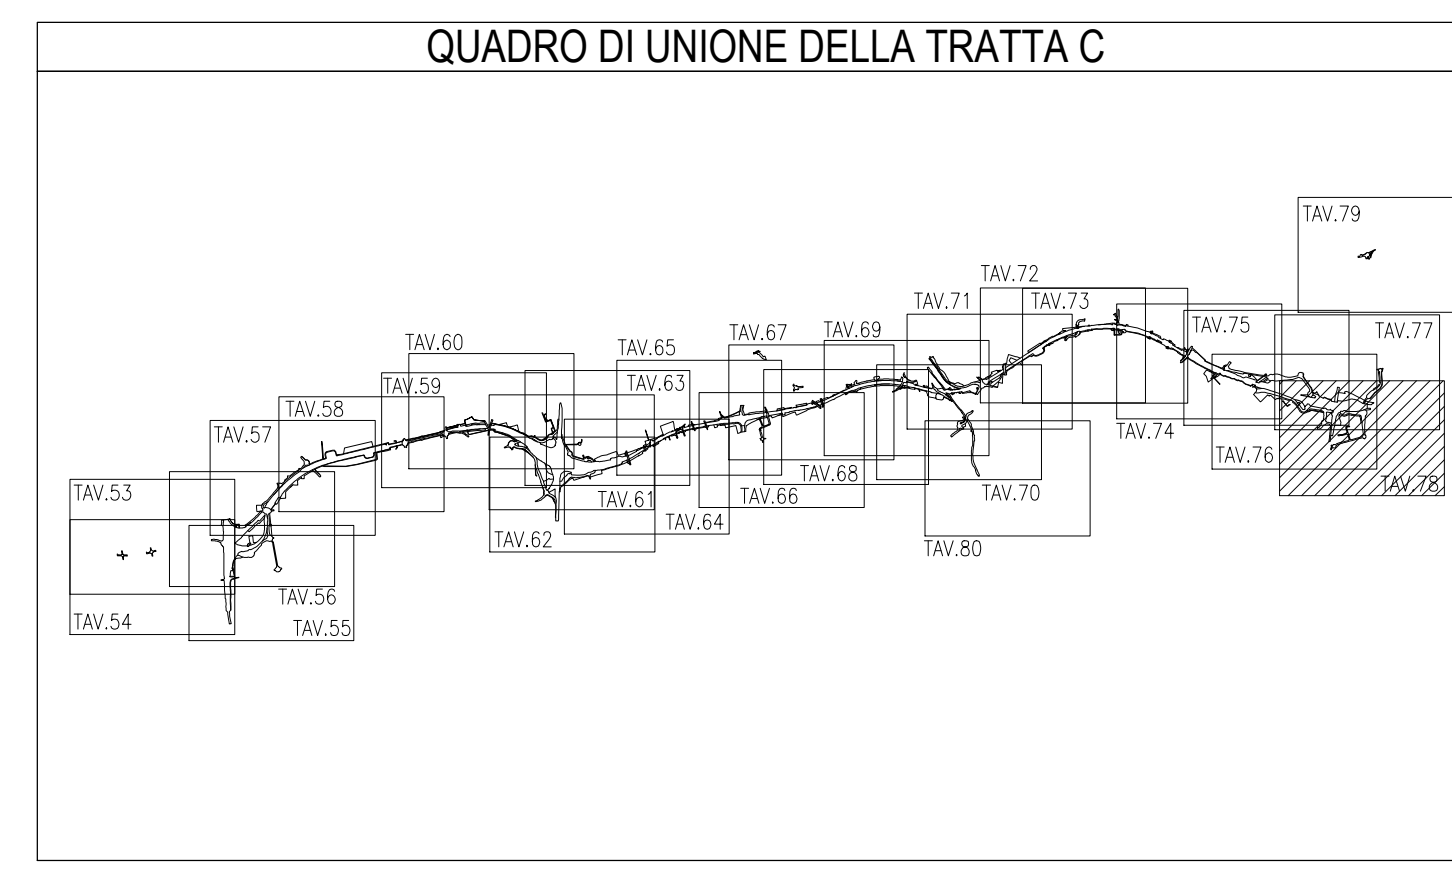 QUADRO DI UNIONE DELLA TRATTA C
TAV.79
TAV.72
TAV.71
TAV.73
TAV.67
TAV.69
TAV.75
TAV.77
TAV.60
TAV.65
TAV.59
TAV.63
TAV.58
TAV.57
TAV.74
TAV.76
TAV.68
TAV.78
TAV.53
TAV.61
TAV.66
TAV.70
TAV.64
TAV.62
TAV.80
TAV.56
TAV.54
TAV.55